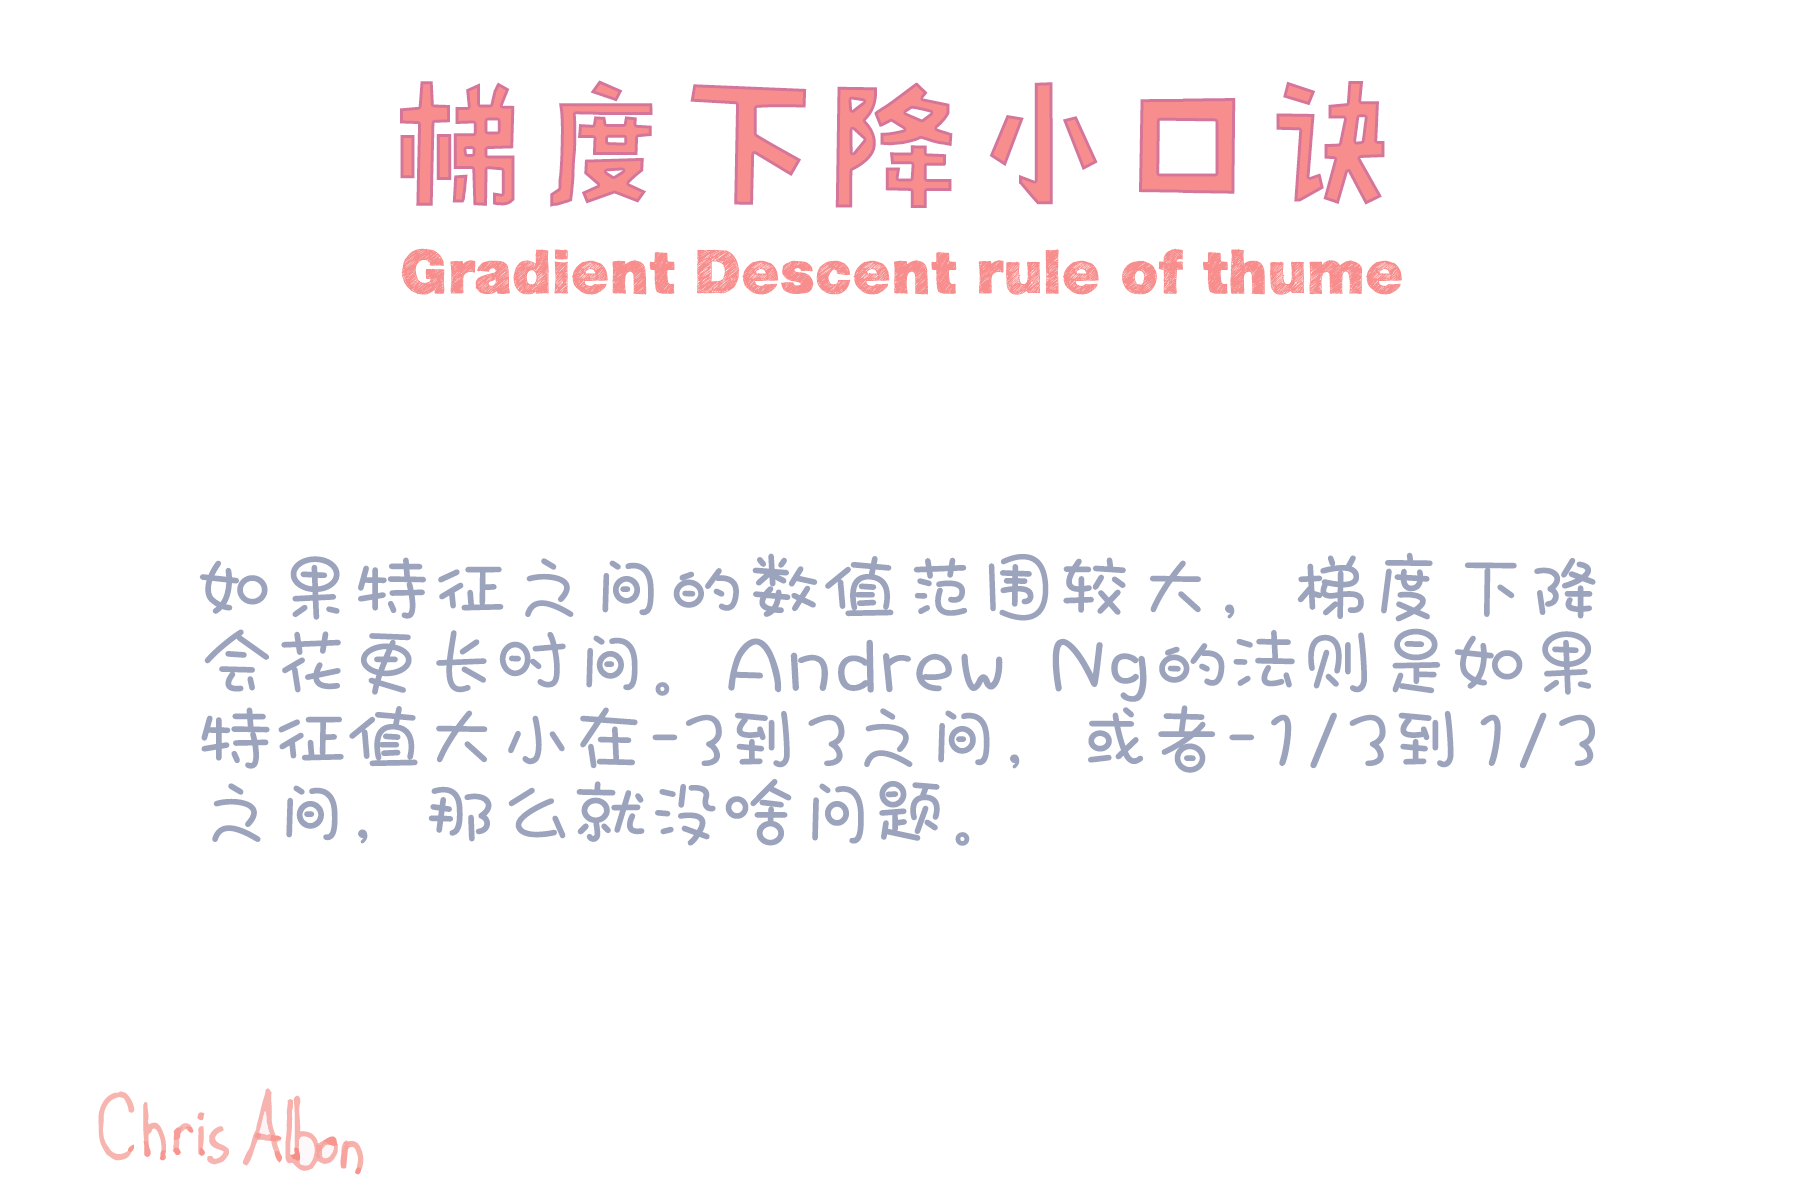 梯度下降小口诀
Gradient Descent rule of thume
如果特征之间的数值范围较大，梯度下降
会花更长时间。Andrew Ng的法则是如果
特征值大小在-3到3之间，或者-1/3到1/3
之间，那么就没啥问题。
Chris Albon